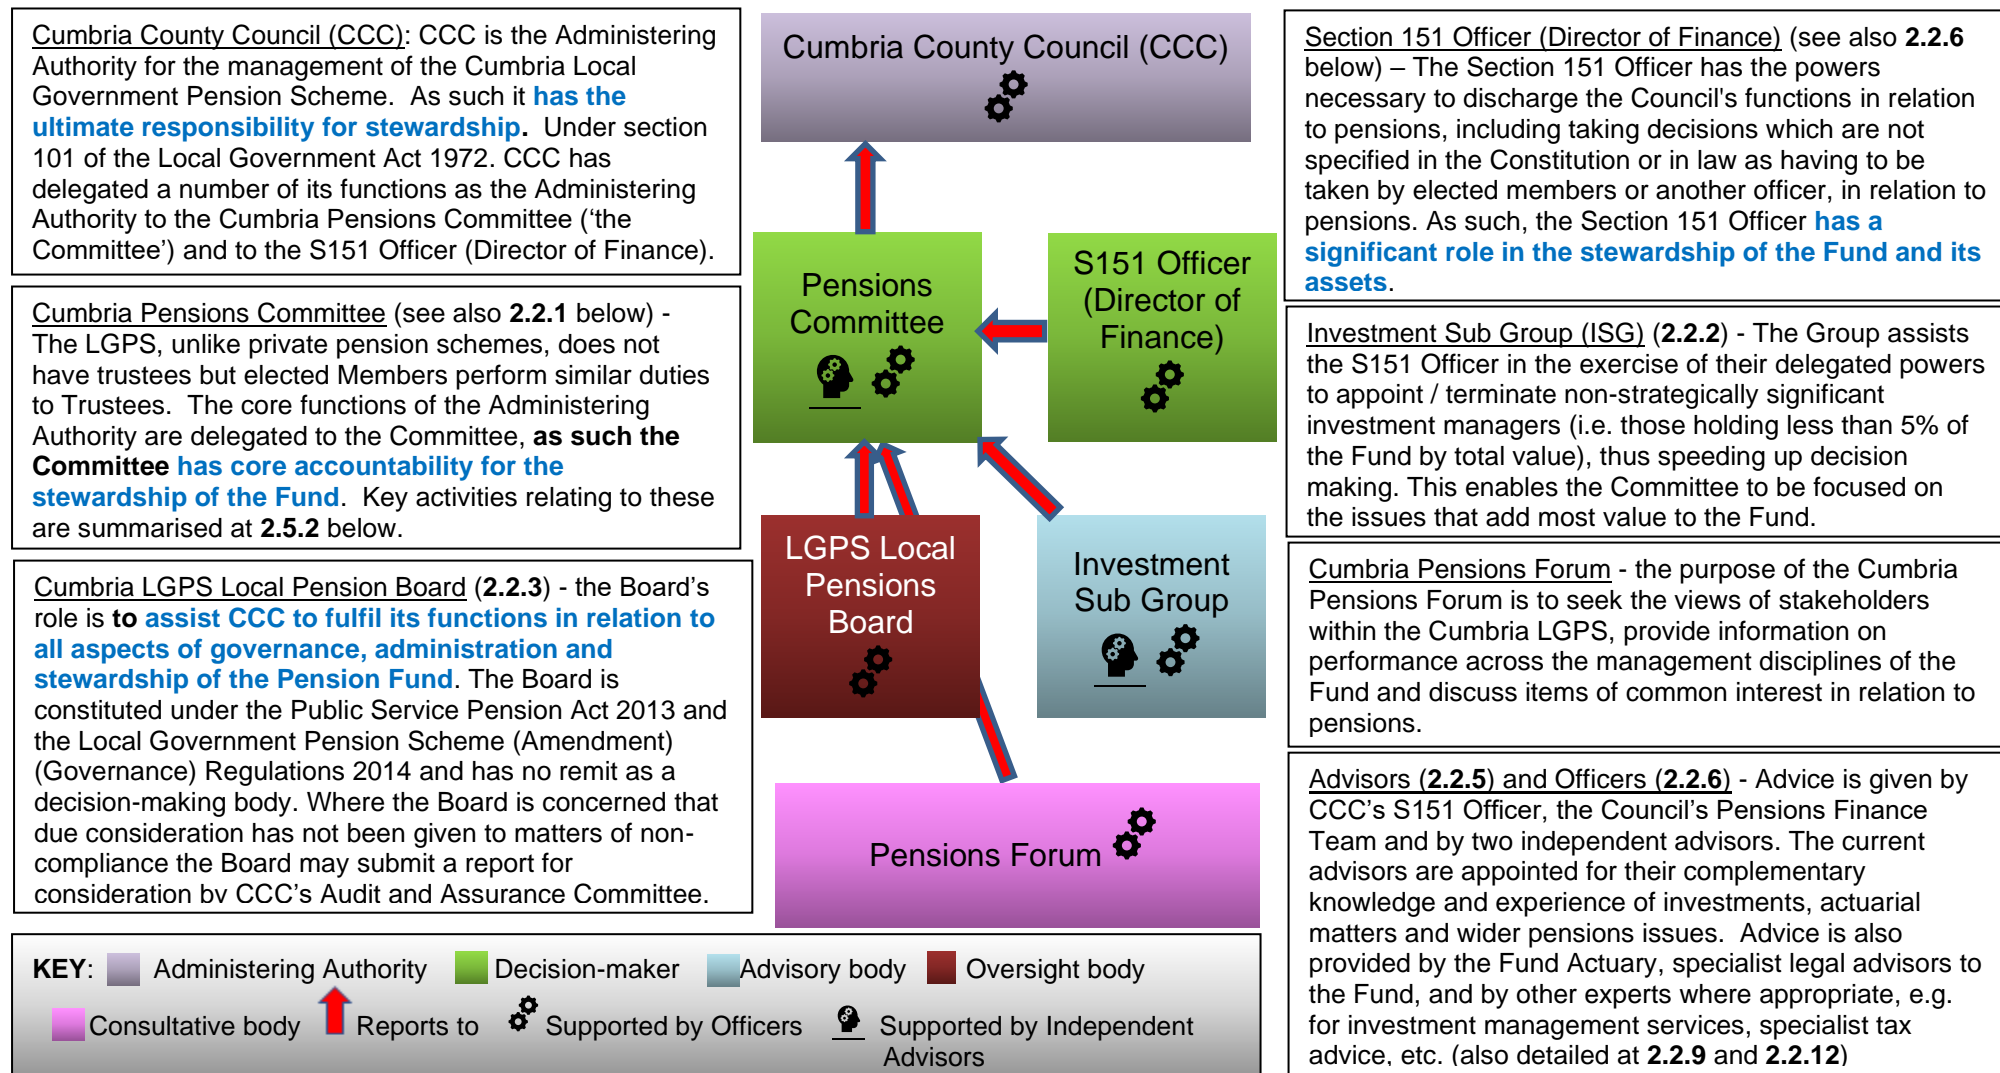 Cumbria County Council (CCC): CCC is the Administering
Authority for the management of the Cumbria Local
Government Pension Scheme. As such it has the
ultimate responsibility for stewardship. Under section
101 of the Local Government Act 1972. CCC has
delegated a number of its functions as the Administering
Authority to the Cumbria Pensions Committee (‘the
Committee’) and to the S151 Officer (Director of Finance).
Cumbria Pensions Committee (see also 2.2.1 below) -
The LGPS, unlike private pension schemes, does not
have trustees but elected Members perform similar duties
to Trustees. The core functions of the Administering
Authority are delegated to the Committee, as such the
Committee has core accountability for the
stewardship of the Fund. Key activities relating to these
are summarised at 2.5.2 below.
Cumbria LGPS Local Pension Board (2.2.3) - the Board’s
role is to assist CCC to fulfil its functions in relation to
all aspects of governance, administration and
stewardship of the Pension Fund. The Board is
constituted under the Public Service Pension Act 2013 and
the Local Government Pension Scheme (Amendment)
(Governance) Regulations 2014 and has no remit as a
decision-making body. Where the Board is concerned that
due consideration has not been given to matters of non-
compliance the Board may submit a report for
consideration by CCC’s Audit and Assurance Committee.
Cumbria County Council (CCC)
Pensions
Committee
S151 Officer
(Director of
Finance)
LGPS Local
Pensions
Board
Investment
Sub Group
Pensions Forum
Section 151 Officer (Director of Finance) (see also 2.2.6
below) – The Section 151 Officer has the powers
necessary to discharge the Council's functions in relation
to pensions, including taking decisions which are not
specified in the Constitution or in law as having to be
taken by elected members or another officer, in relation to
pensions. As such, the Section 151 Officer has a
significant role in the stewardship of the Fund and its
assets.
Investment Sub Group (ISG) (2.2.2) - The Group assists
the S151 Officer in the exercise of their delegated powers
to appoint / terminate non-strategically significant
investment managers (i.e. those holding less than 5% of
the Fund by total value), thus speeding up decision
making. This enables the Committee to be focused on
the issues that add most value to the Fund.
Cumbria Pensions Forum - the purpose of the Cumbria
Pensions Forum is to seek the views of stakeholders
within the Cumbria LGPS, provide information on
performance across the management disciplines of the
Fund and discuss items of common interest in relation to
pensions.
Advisors (2.2.5) and Officers (2.2.6) - Advice is given by
CCC’s S151 Officer, the Council’s Pensions Finance
Team and by two independent advisors. The current
advisors are appointed for their complementary
knowledge and experience of investments, actuarial
matters and wider pensions issues. Advice is also
provided by the Fund Actuary, specialist legal advisors to
the Fund, and by other experts where appropriate, e.g.
for investment management services, specialist tax
advice, etc. (also detailed at 2.2.9 and 2.2.12)
KEY: Administering Authority Decision-maker Advisory body Oversight body
Consultative body Reports to Supported by Officers Supported by Independent
Advisors